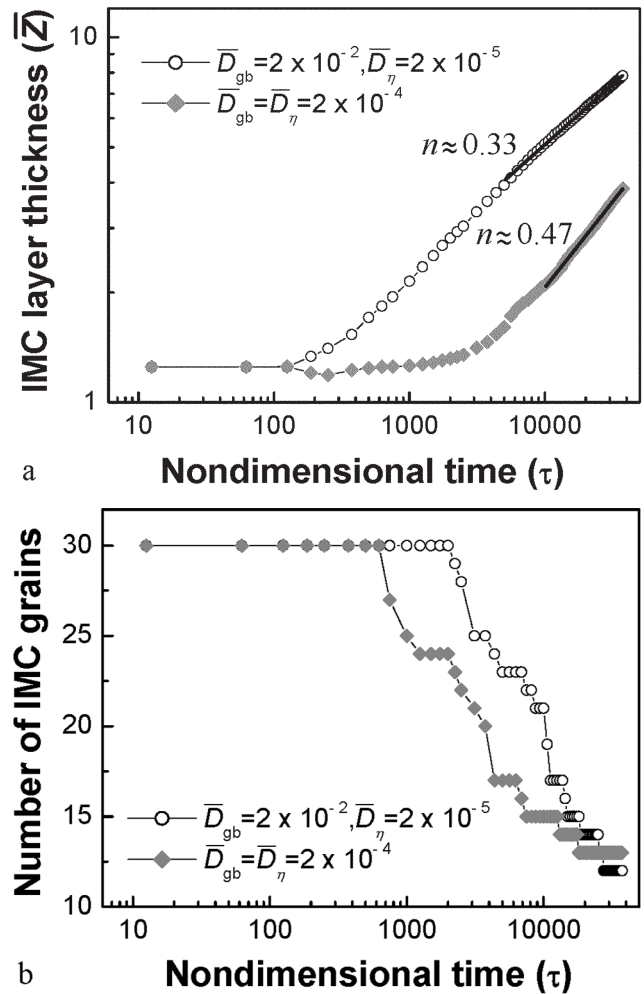 IMC layer thickness (Z̅)
10
1
D̅gb=2 x 10⁻², D̅η=2 x 10⁻⁵
D̅gb=D̅η=2 x 10⁻⁴
n≈0.33
n≈0.47
10 100 1000 10000
a Nondimensional time (τ)
Number of IMC grains
30
25
20
15
10
D̅gb=2 x 10⁻², D̅η=2 x 10⁻⁵
D̅gb=D̅η=2 x 10⁻⁴
10 100 1000 10000
b Nondimensional time (τ)